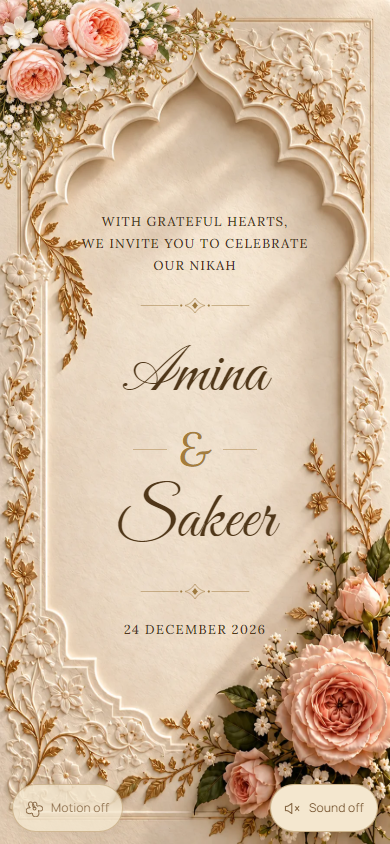 WITH GRATEFUL HEARTS,
WE INVITE YOU TO CELEBRATE
OUR NIKAH
Amina
&
Sakeer
24 DECEMBER 2026
Motion off
Sound off